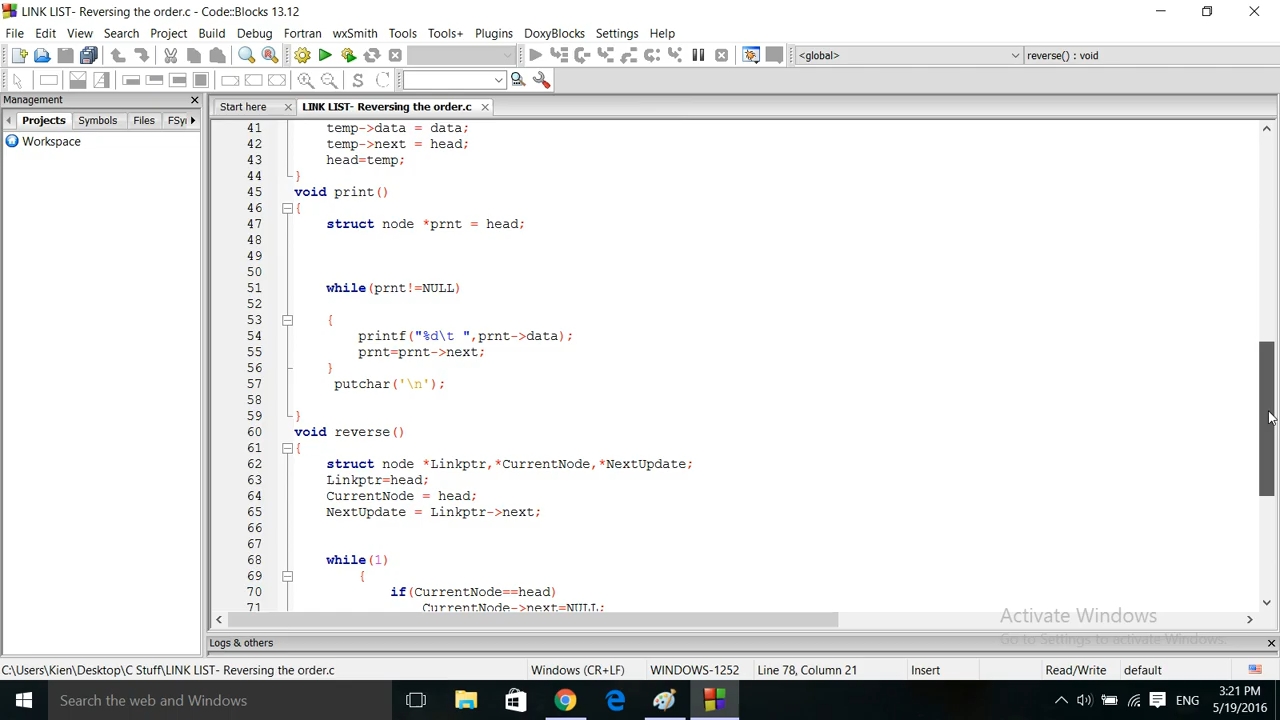 LINK LIST- Reversing the order.c - Code::Blocks 13.12
File Edit View Search Project Build Debug Fortran wxSmith Tools Tools+ Plugins DoxyBlocks Settings Help
<global> reverse() : void
Management
Projects Symbols Files FSy
Workspace
Start here LINK LIST- Reversing the order.c
41 temp->data = data;
42 temp->next = head;
43 head=temp;
44 }
45 void print()
46 {
47 struct node *prnt = head;
48
49
50
51 while(prnt!=NULL)
52
53 {
54 printf("%d\t ",prnt->data);
55 prnt=prnt->next;
56 }
57 putchar('\n');
58
59 }
60 void reverse()
61 {
62 struct node *Linkptr,*CurrentNode,*NextUpdate;
63 Linkptr=head;
64 CurrentNode = head;
65 NextUpdate = Linkptr->next;
66
67
68 while(1)
69 {
70 if(CurrentNode==head)
71 CurrentNode->next=NULL;
Activate Windows
Go to Settings to activate Windows.
Logs & others
C:\Users\Kien\Desktop\C Stuff\LINK LIST- Reversing the order.c Windows (CR+LF) WINDOWS-1252 Line 78, Column 21 Insert Read/Write default
Search the web and Windows
ENG
3:21 PM
5/19/2016